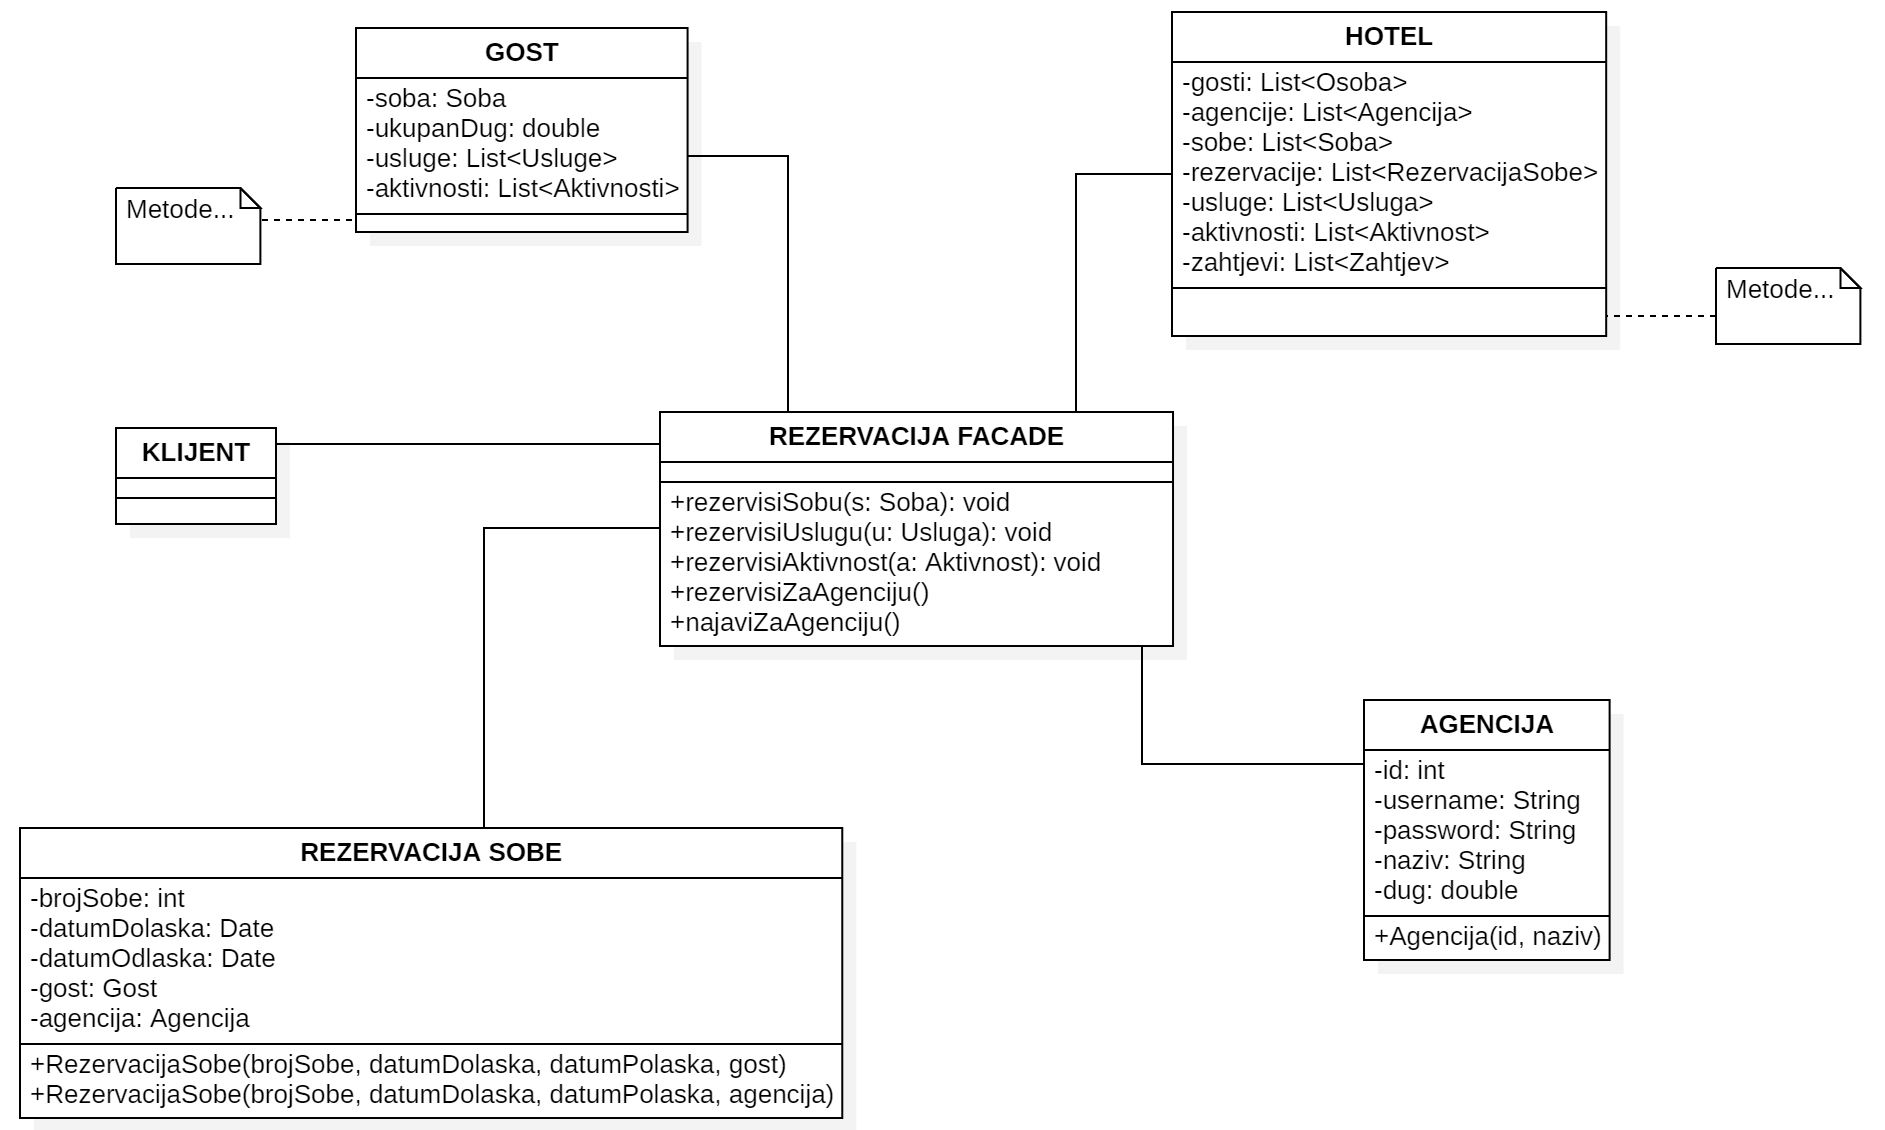 GOST
-soba: Soba
-ukupanDug: double
-usluge: List<Usluge>
-aktivnosti: List<Aktivnosti>
Metode...
HOTEL
-gosti: List<Osoba>
-agencije: List<Agencija>
-sobe: List<Soba>
-rezervacije: List<RezervacijaSobe>
-usluge: List<Usluga>
-aktivnosti: List<Aktivnost>
-zahtjevi: List<Zahtjev>
Metode...
KLIJENT
REZERVACIJA FACADE
+rezervisiSobu(s: Soba): void
+rezervisiUslugu(u: Usluga): void
+rezervisiAktivnost(a: Aktivnost): void
+rezervisiZaAgenciju()
+najaviZaAgenciju()
AGENCIJA
-id: int
-username: String
-password: String
-naziv: String
-dug: double
+Agencija(id, naziv)
REZERVACIJA SOBE
-brojSobe: int
-datumDolaska: Date
-datumOdlaska: Date
-gost: Gost
-agencija: Agencija
+RezervacijaSobe(brojSobe, datumDolaska, datumPolaska, gost)
+RezervacijaSobe(brojSobe, datumDolaska, datumPolaska, agencija)